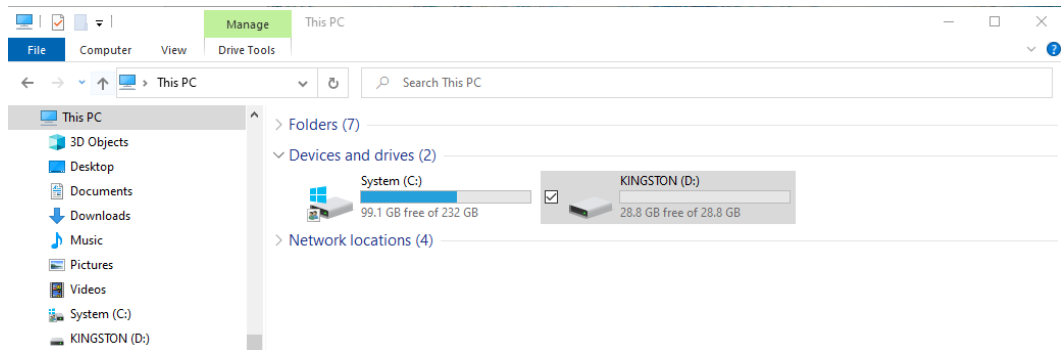 Manage This PC
File Computer View Drive Tools
This PC Search This PC
This PC
3D Objects
Desktop
Documents
Downloads
Music
Pictures
Videos
System (C:)
KINGSTON (D:)
Folders (7)
Devices and drives (2)
System (C:)
99.1 GB free of 232 GB
KINGSTON (D:)
28.8 GB free of 28.8 GB
Network locations (4)